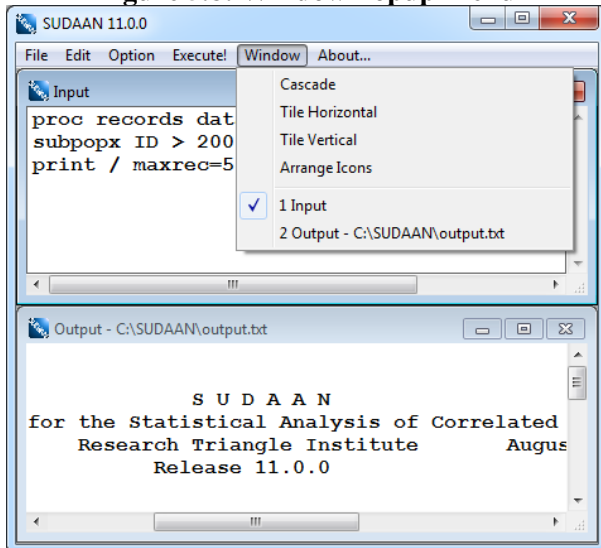 SUDAAN 11.0.0
File Edit Option Execute! Window About...
Input
Cascade
Tile Horizontal
Tile Vertical
Arrange Icons
1 Input
2 Output - C:\SUDAAN\output.txt
proc records dat
subpopx ID > 200
print / maxrec=5
Output - C:\SUDAAN\output.txt
S U D A A N
for the Statistical Analysis of Correlated
Research Triangle Institute Augus
Release 11.0.0